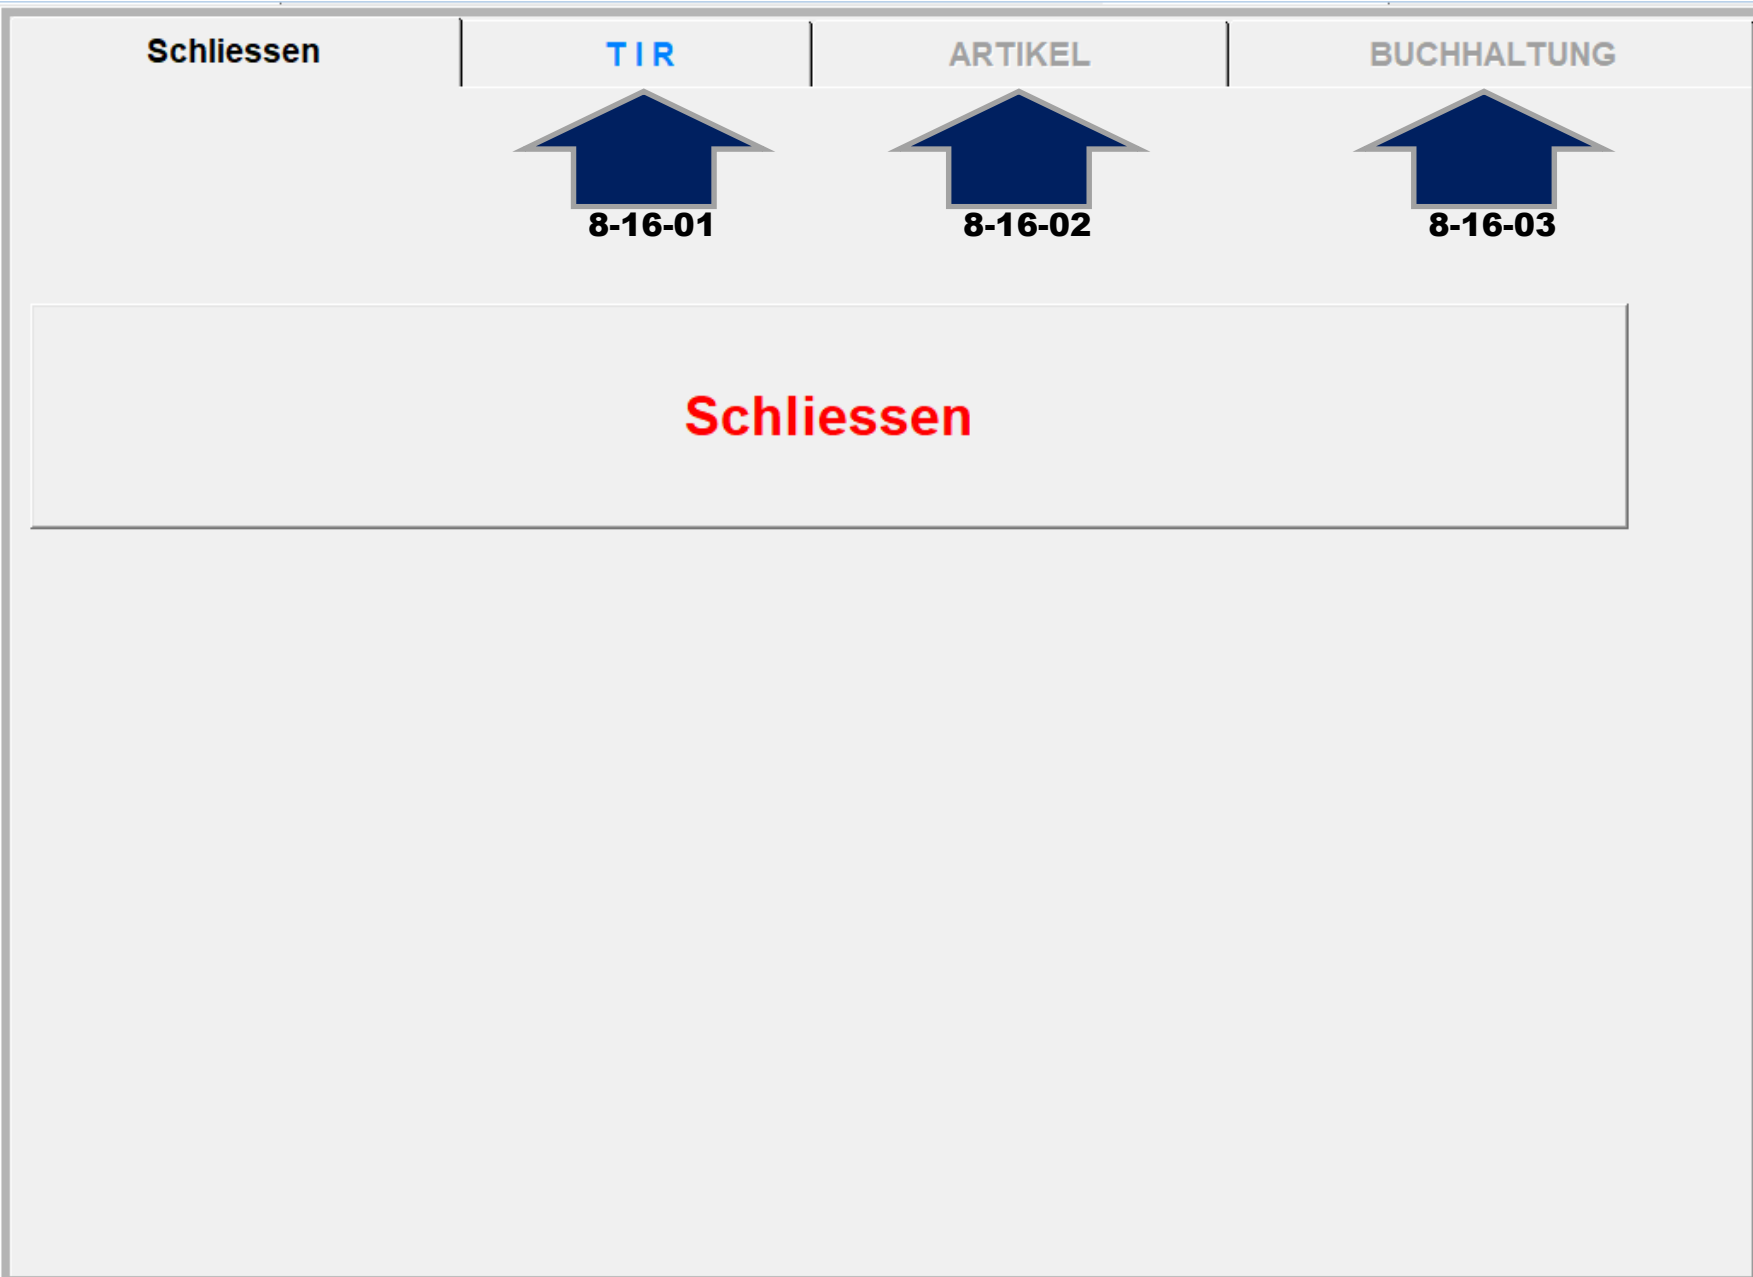 Schliessen T I R ARTIKEL BUCHHALTUNG
8-16-01 8-16-02 8-16-03
Schliessen